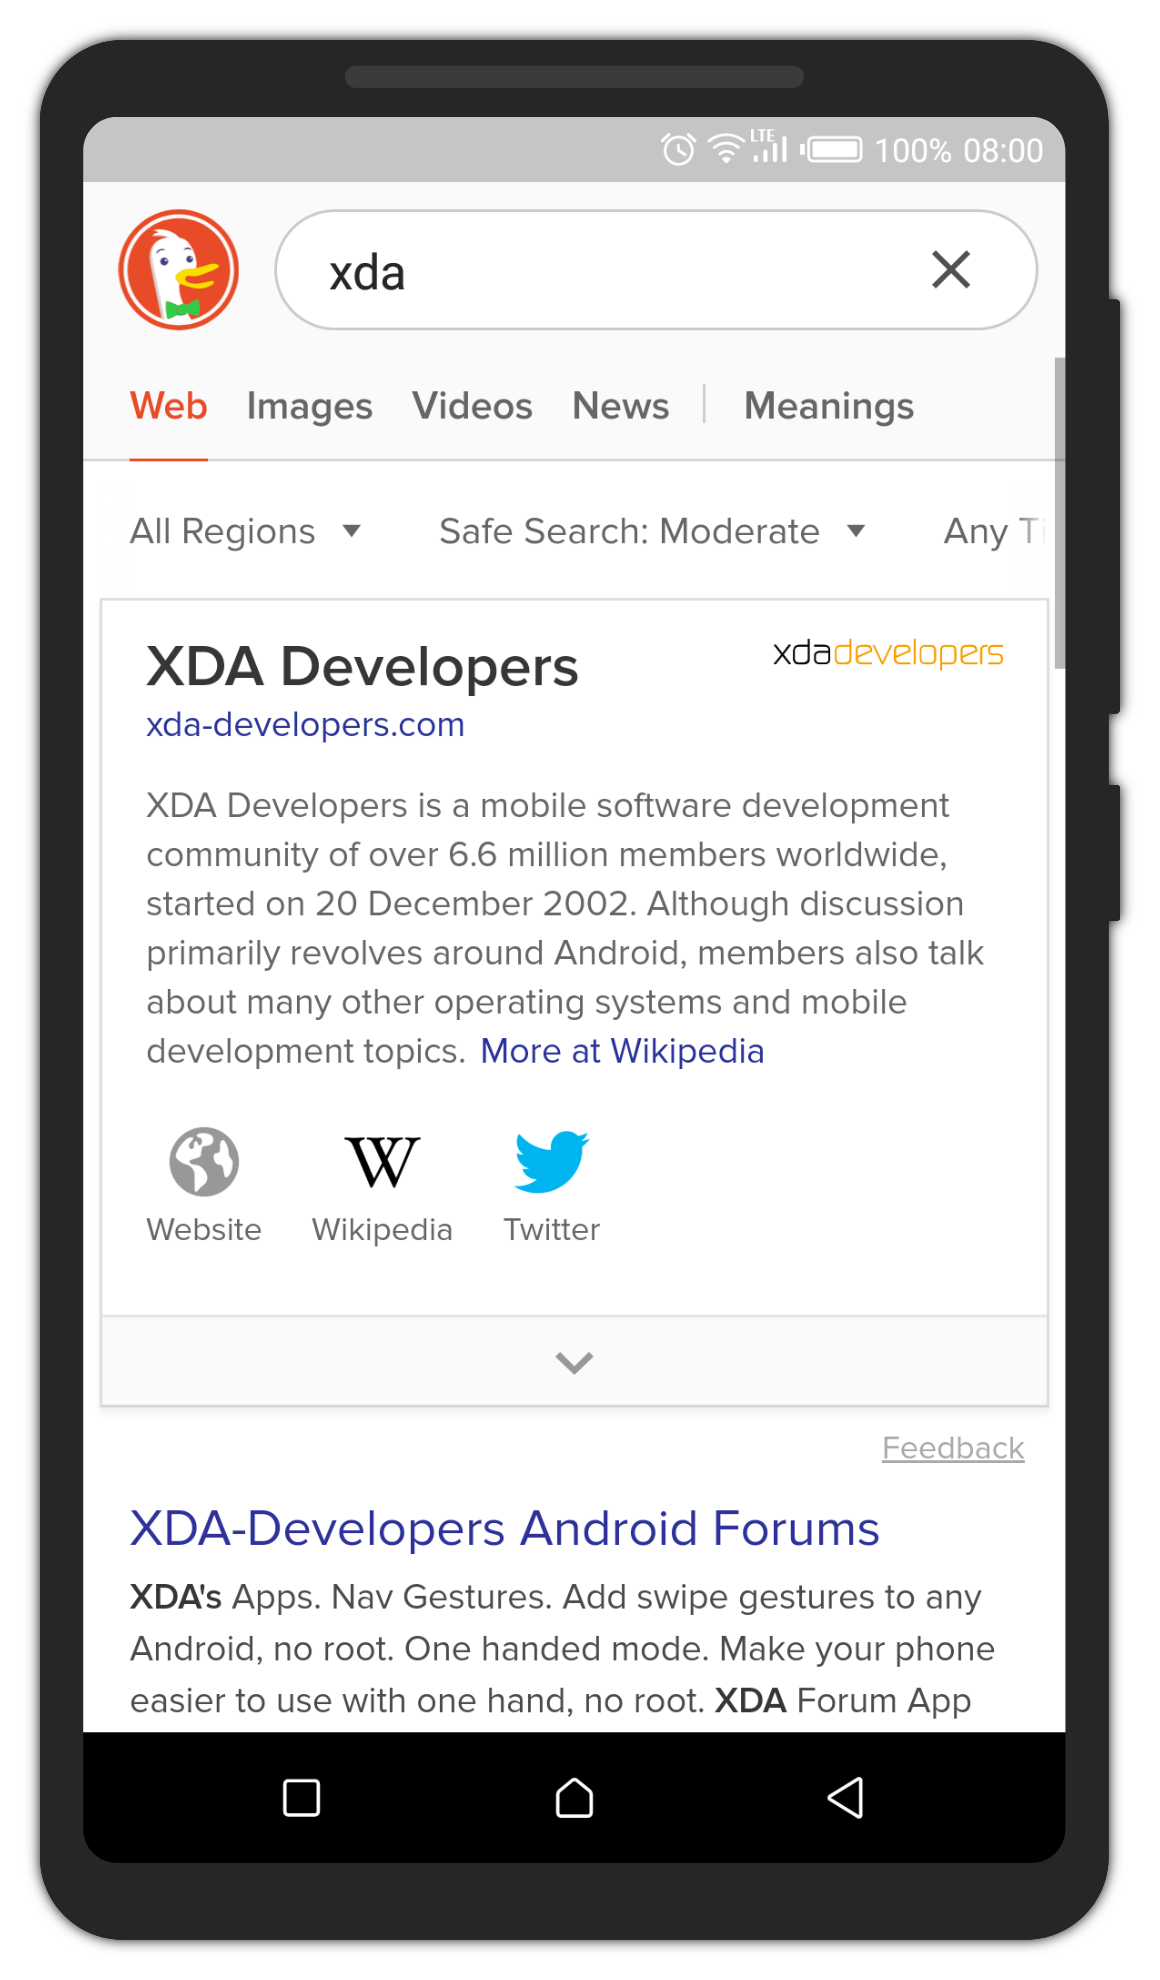 LTE 100% 08:00
xda
Web Images Videos News Meanings
All Regions Safe Search: Moderate Any
XDA Developers
xdadevelopers
xda-developers.com
XDA Developers is a mobile software development
community of over 6.6 million members worldwide,
started on 20 December 2002. Although discussion
primarily revolves around Android, members also talk
about many other operating systems and mobile
development topics. More at Wikipedia
W
Website Wikipedia Twitter
Feedback
XDA-Developers Android Forums
XDA's Apps. Nav Gestures. Add swipe gestures to any
Android, no root. One handed mode. Make your phone
easier to use with one hand, no root. XDA Forum App